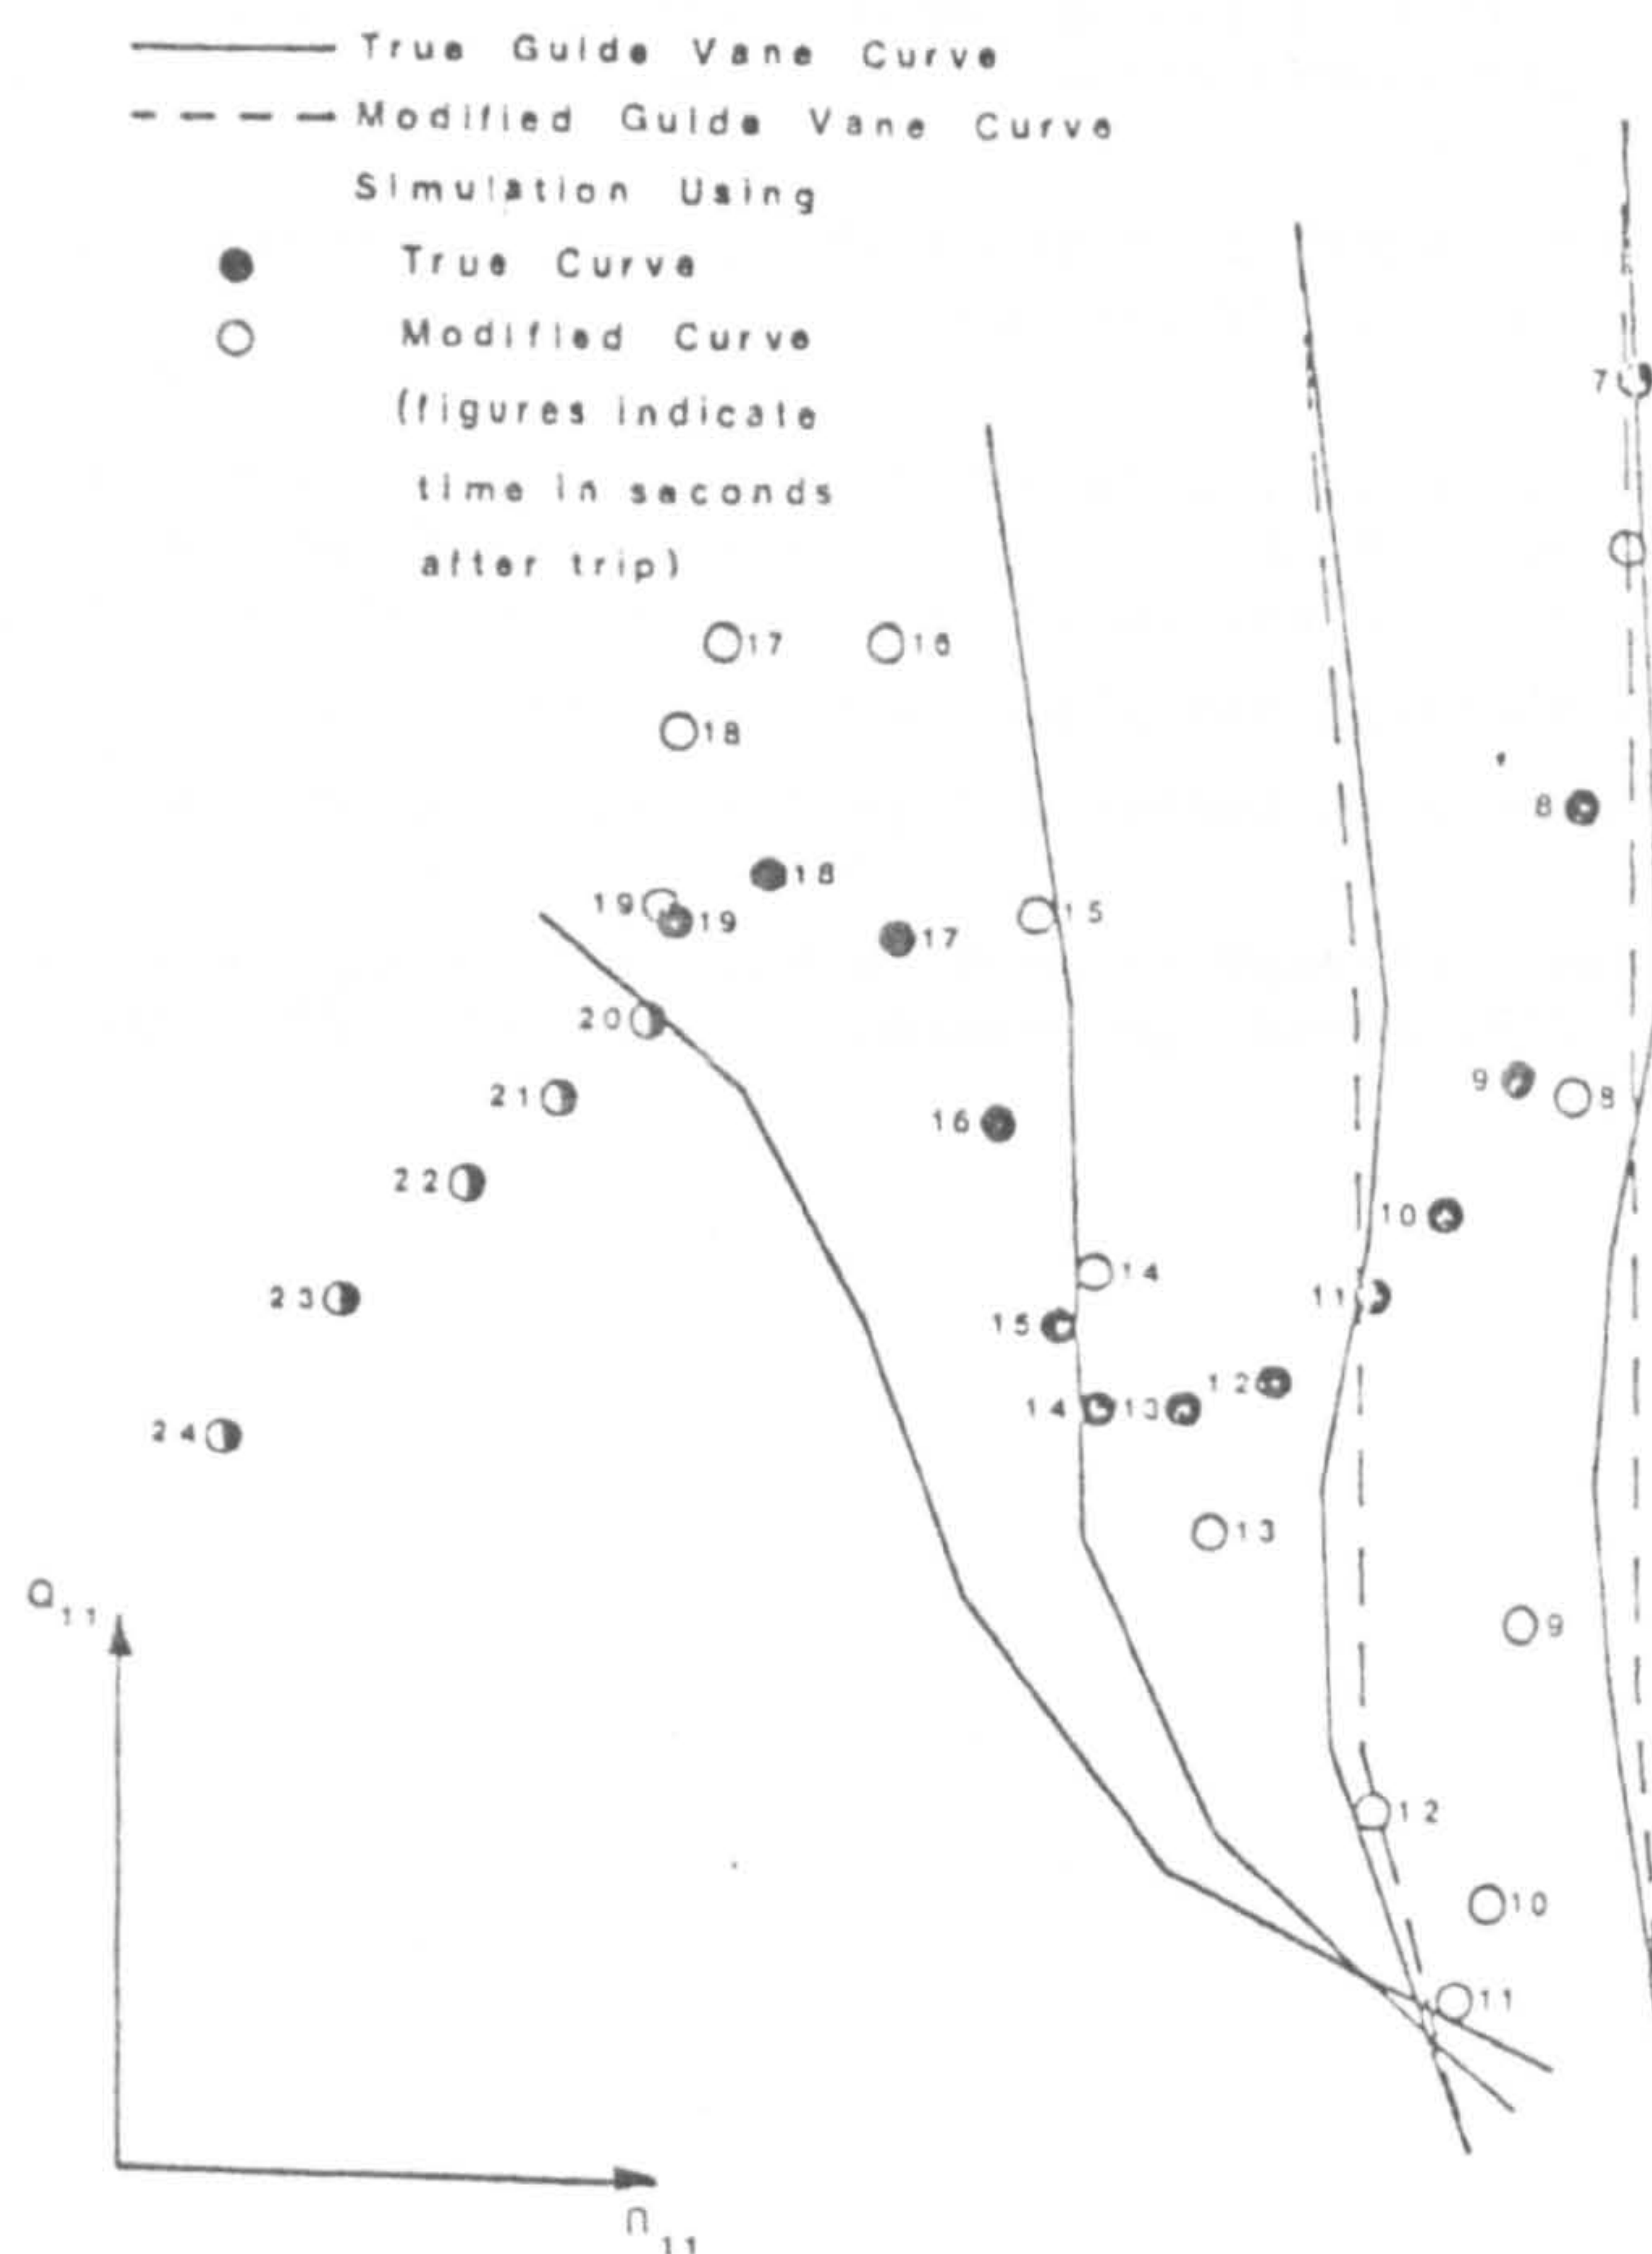 True Guide Vane Curve
Modified Guide Vane Curve
Simulation Using
True Curve
Modified Curve
(figures indicate
time in seconds
after trip)
7
17 16
18
8
18
19 19 17 15
20
9 8
21
16
22
10
14
23 11
15
12
14 13
24
13
Q11
9
12
10
11
n11